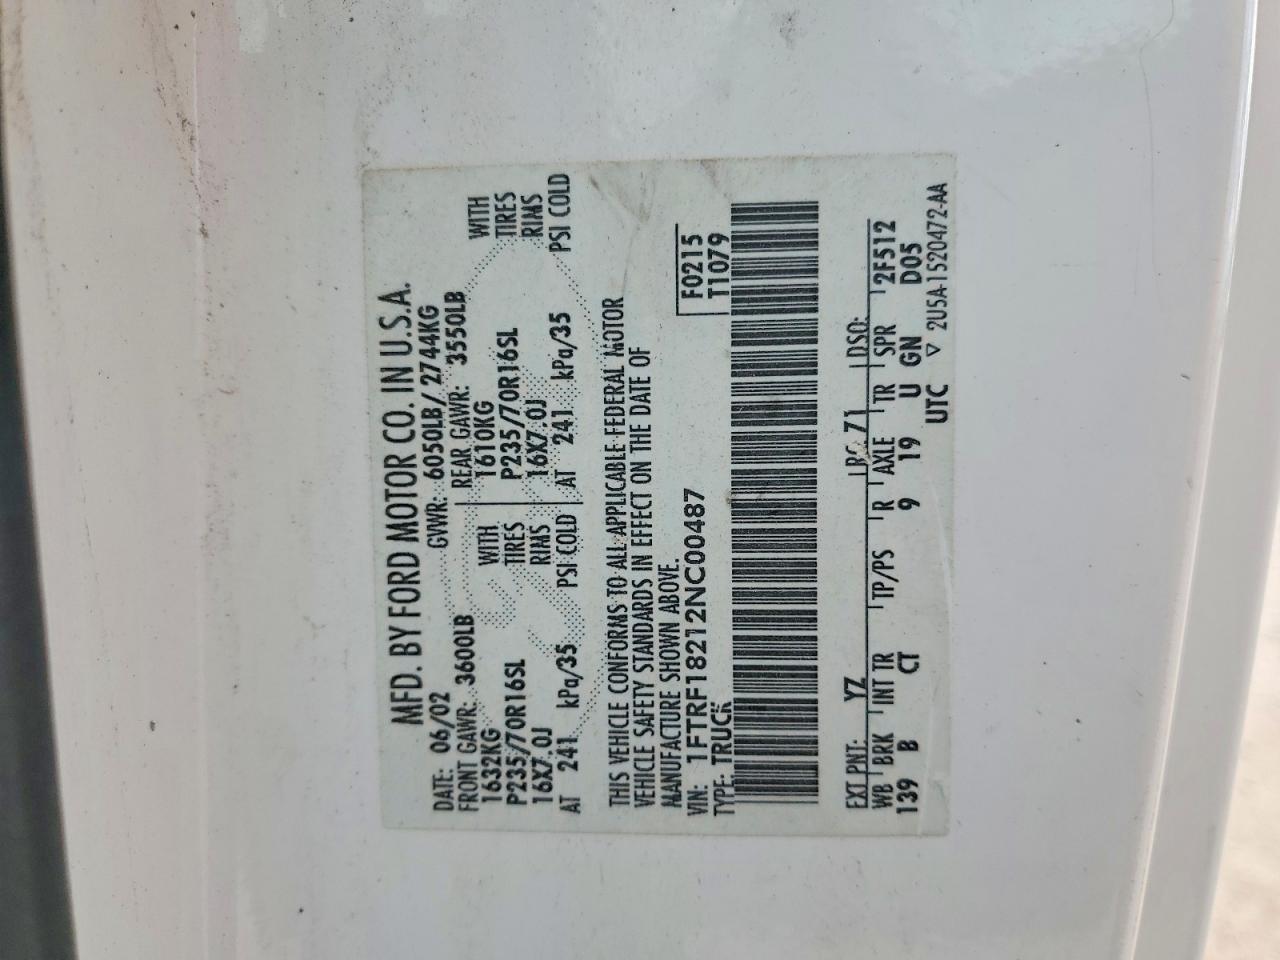 MFD. BY FORD MOTOR CO. IN U.S.A.
DATE: 06/02 GVWR: 6050LB/2744KG
FRONT GAWR: 3600LB REAR GAWR: 3550LB
1632KG WITH 1610KG WITH
P235/70R16SL TIRES P235/70R16SL TIRES
16X7.0J RIMS 16X7.0J RIMS
AT 241 kPa/35 PSI COLD AT 241 kPa/35 PSI COLD
THIS VEHICLE CONFORMS TO ALL APPLICABLE FEDERAL MOTOR
VEHICLE SAFETY STANDARDS IN EFFECT ON THE DATE OF
MANUFACTURE SHOWN ABOVE.
VIN: 1FTRF18212NC00487 F0215
TYPE: TRUCK T1079
EXT PNT: YZ 71 DSO:
WB BRK INT TR TP/PS R AXLE TR SPR 2F512
139 B CT 9 19 U GN D05
UTC ▽ 2U5A-1520472-AA